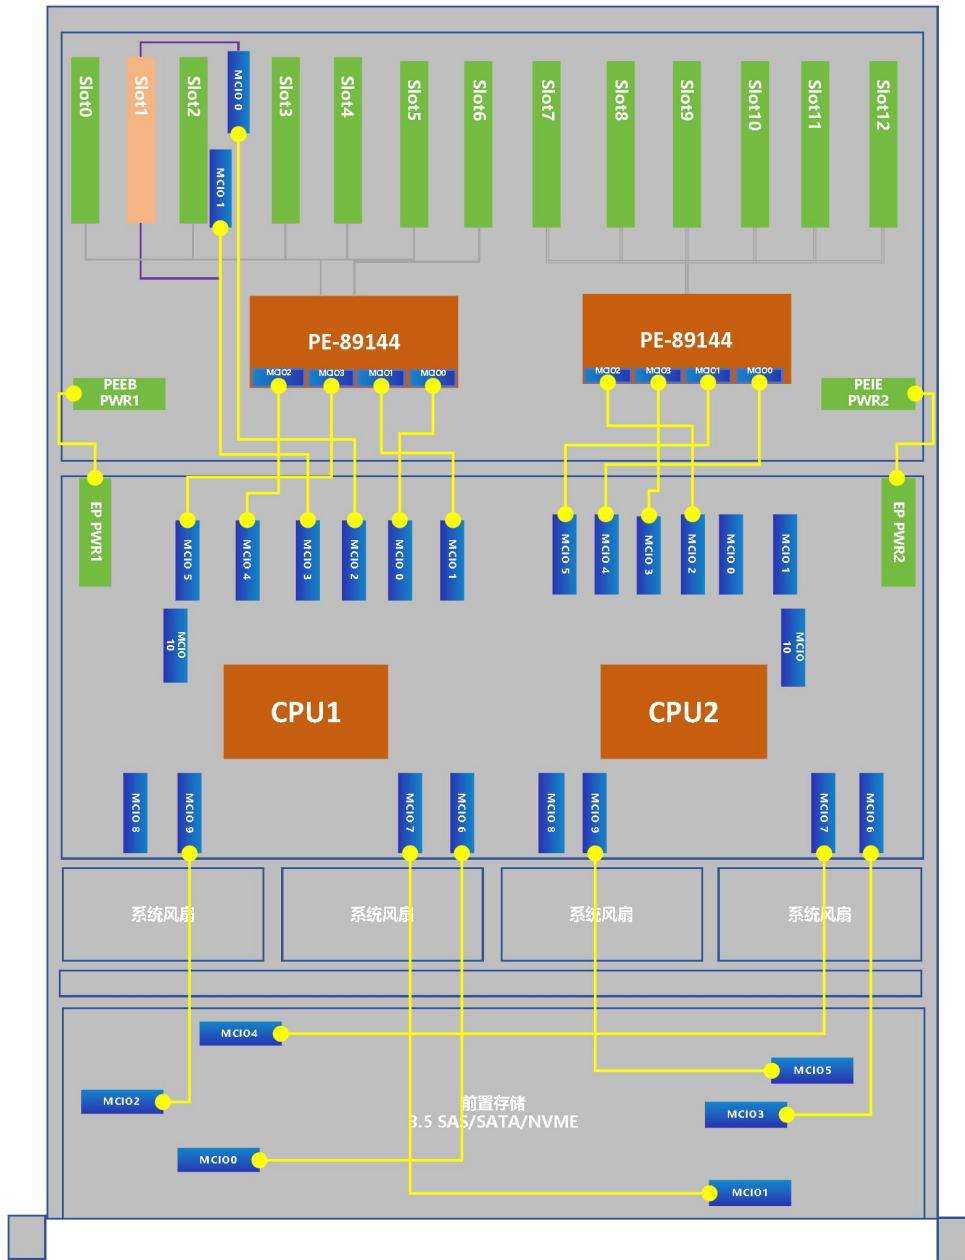 Slot0
Slot1
Slot2
MCIO 0
MCIO 1
Slot3
Slot4
Slot5
Slot6
Slot7
Slot8
Slot9
Slot10
Slot11
Slot12
PE-89144
MCIO2
MCIO3
MCIO1
MCIO0
PE-89144
MCIO2
MCIO3
MCIO1
MCIO0
PEEB
PWR1
PEIE
PWR2
EP PWR1
EP PWR2
MCIO 5
MCIO 4
MCIO 3
MCIO 2
MCIO 0
MCIO 1
MCIO 5
MCIO 4
MCIO 3
MCIO 2
MCIO 0
MCIO 1
MCIO
10
MCIO
10
CPU1
CPU2
MCIO 8
MCIO 9
MCIO 7
MCIO 6
MCIO 8
MCIO 9
MCIO 7
MCIO 6
系统风扇
系统风扇
系统风扇
系统风扇
MCIO4
MCIO5
MCIO2
MCIO3
前置存储
3.5 SAS/SATA/NVME
MCIO0
MCIO1